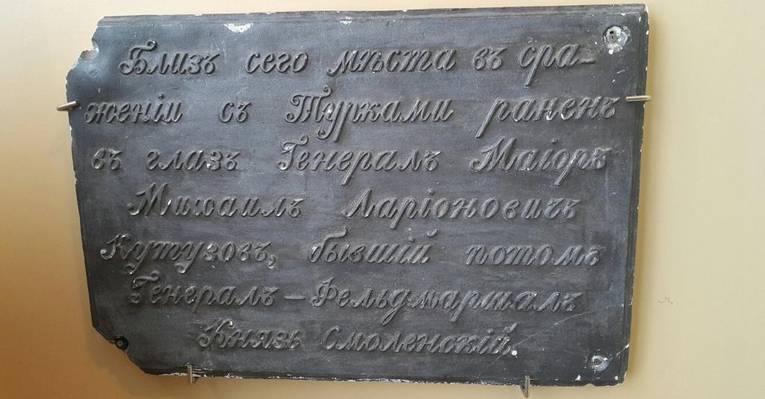 Близъ сего мѣста въ сра-
женіи съ Турками раненъ
въ глазъ Генералъ Маіоръ
Михаилъ Ларіоновичъ
Кутузовъ, бывшій потомъ
Генералъ-Фельдмаршалъ
Князь Смоленскій